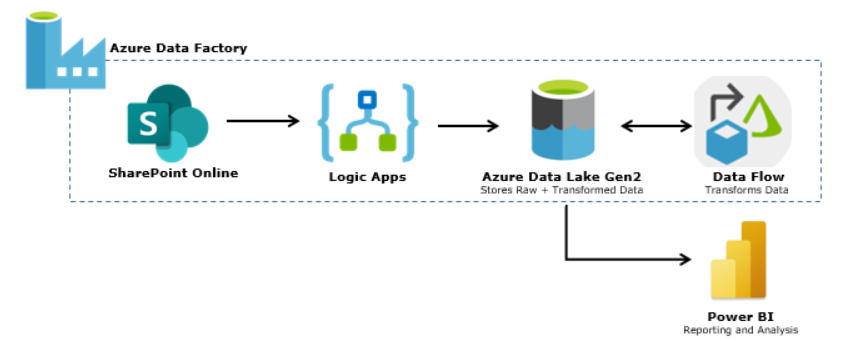 Azure Data Factory
S
SharePoint Online
Logic Apps
Azure Data Lake Gen2
Stores Raw + Transformed Data
Data Flow
Transforms Data
Power BI
Reporting and Analysis